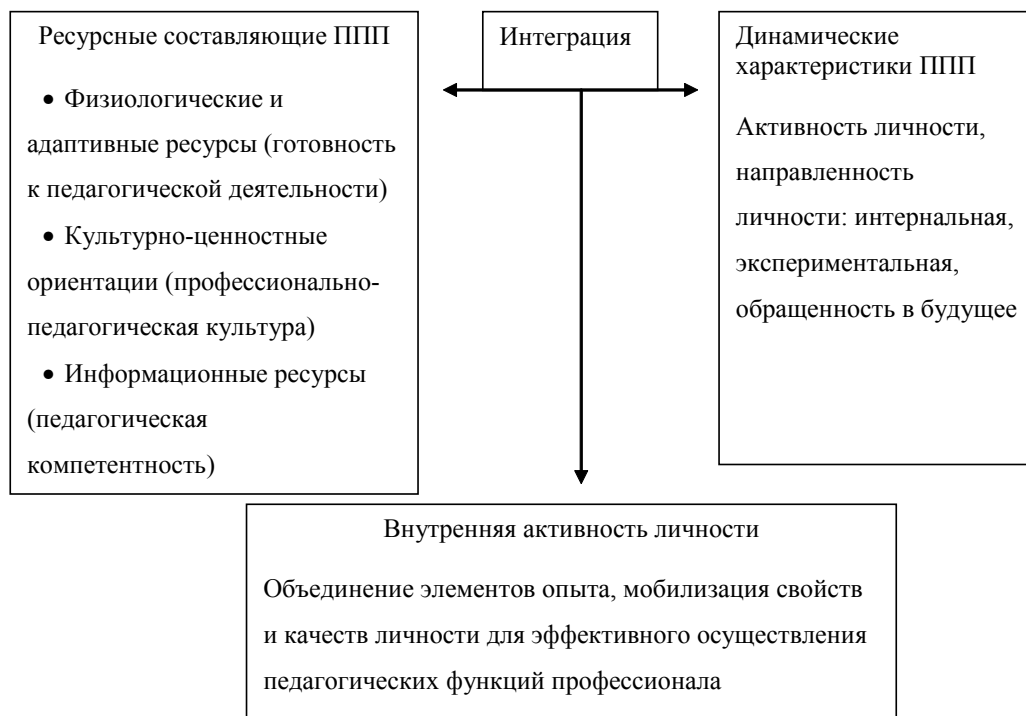 Ресурсные составляющие ППП
• Физиологические и
адаптивные ресурсы (готовность
к педагогической деятельности)
• Культурно-ценностные
ориентации (профессионально-
педагогическая культура)
• Информационные ресурсы
(педагогическая
компетентность)
Интеграция
Динамические
характеристики ППП
Активность личности,
направленность
личности: интернальная,
экспериментальная,
обращенность в будущее
Внутренняя активность личности
Объединение элементов опыта, мобилизация свойств
и качеств личности для эффективного осуществления
педагогических функций профессионала